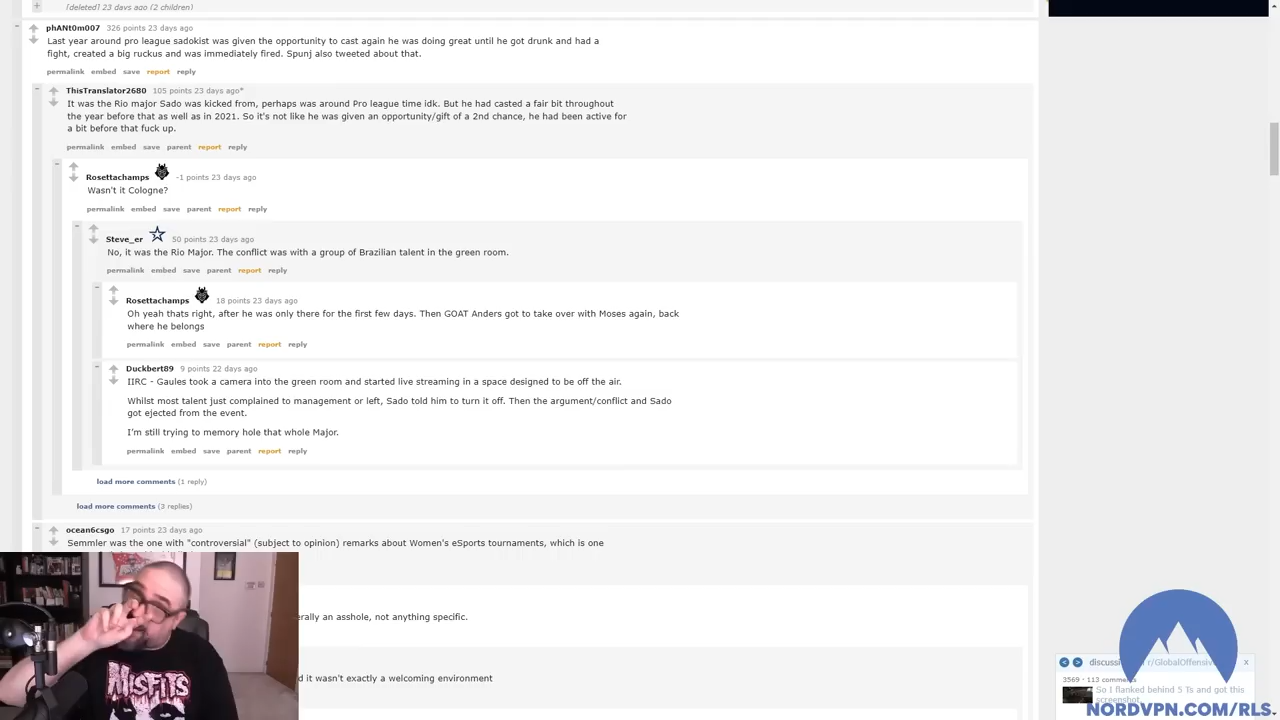 [deleted] 23 days ago (2 children)
phANt0m007 326 points 23 days ago
Last year around pro league sadokist was given the opportunity to cast again he was doing great until he got drunk and had a
fight, created a big ruckus and was immediately fired. Spunj also tweeted about that.
permalink embed save report reply
ThisTranslator2680 105 points 23 days ago*
It was the Rio major Sado was kicked from, perhaps was around Pro league time idk. But he had casted a fair bit throughout
the year before that as well as in 2021. So it's not like he was given an opportunity/gift of a 2nd chance, he had been active for
a bit before that fuck up.
permalink embed save parent report reply
Rosettachamps -1 points 23 days ago
Wasn't it Cologne?
permalink embed save parent report reply
Steve_er 50 points 23 days ago
No, it was the Rio Major. The conflict was with a group of Brazilian talent in the green room.
permalink embed save parent report reply
Rosettachamps 18 points 23 days ago
Oh yeah thats right, after he was only there for the first few days. Then GOAT Anders got to take over with Moses again, back
where he belongs
permalink embed save parent report reply
Duckbert89 9 points 22 days ago
IIRC - Gaules took a camera into the green room and started live streaming in a space designed to be off the air.
Whilst most talent just complained to management or left, Sado told him to turn it off. Then the argument/conflict and Sado
got ejected from the event.
I'm still trying to memory hole that whole Major.
permalink embed save parent report reply
load more comments (1 reply)
load more comments (3 replies)
ocean6csgo 17 points 23 days ago
Semmler was the one with "controversial" (subject to opinion) remarks about Women's eSports tournaments, which is one
erally an asshole, not anything specific.
d it wasn't exactly a welcoming environment
MISFITS
discussi r/GlobalOffensiv x
3569 · 113 comments
So I flanked behind 5 Ts and got this
screenshot
NORDVPN.COM/RLS